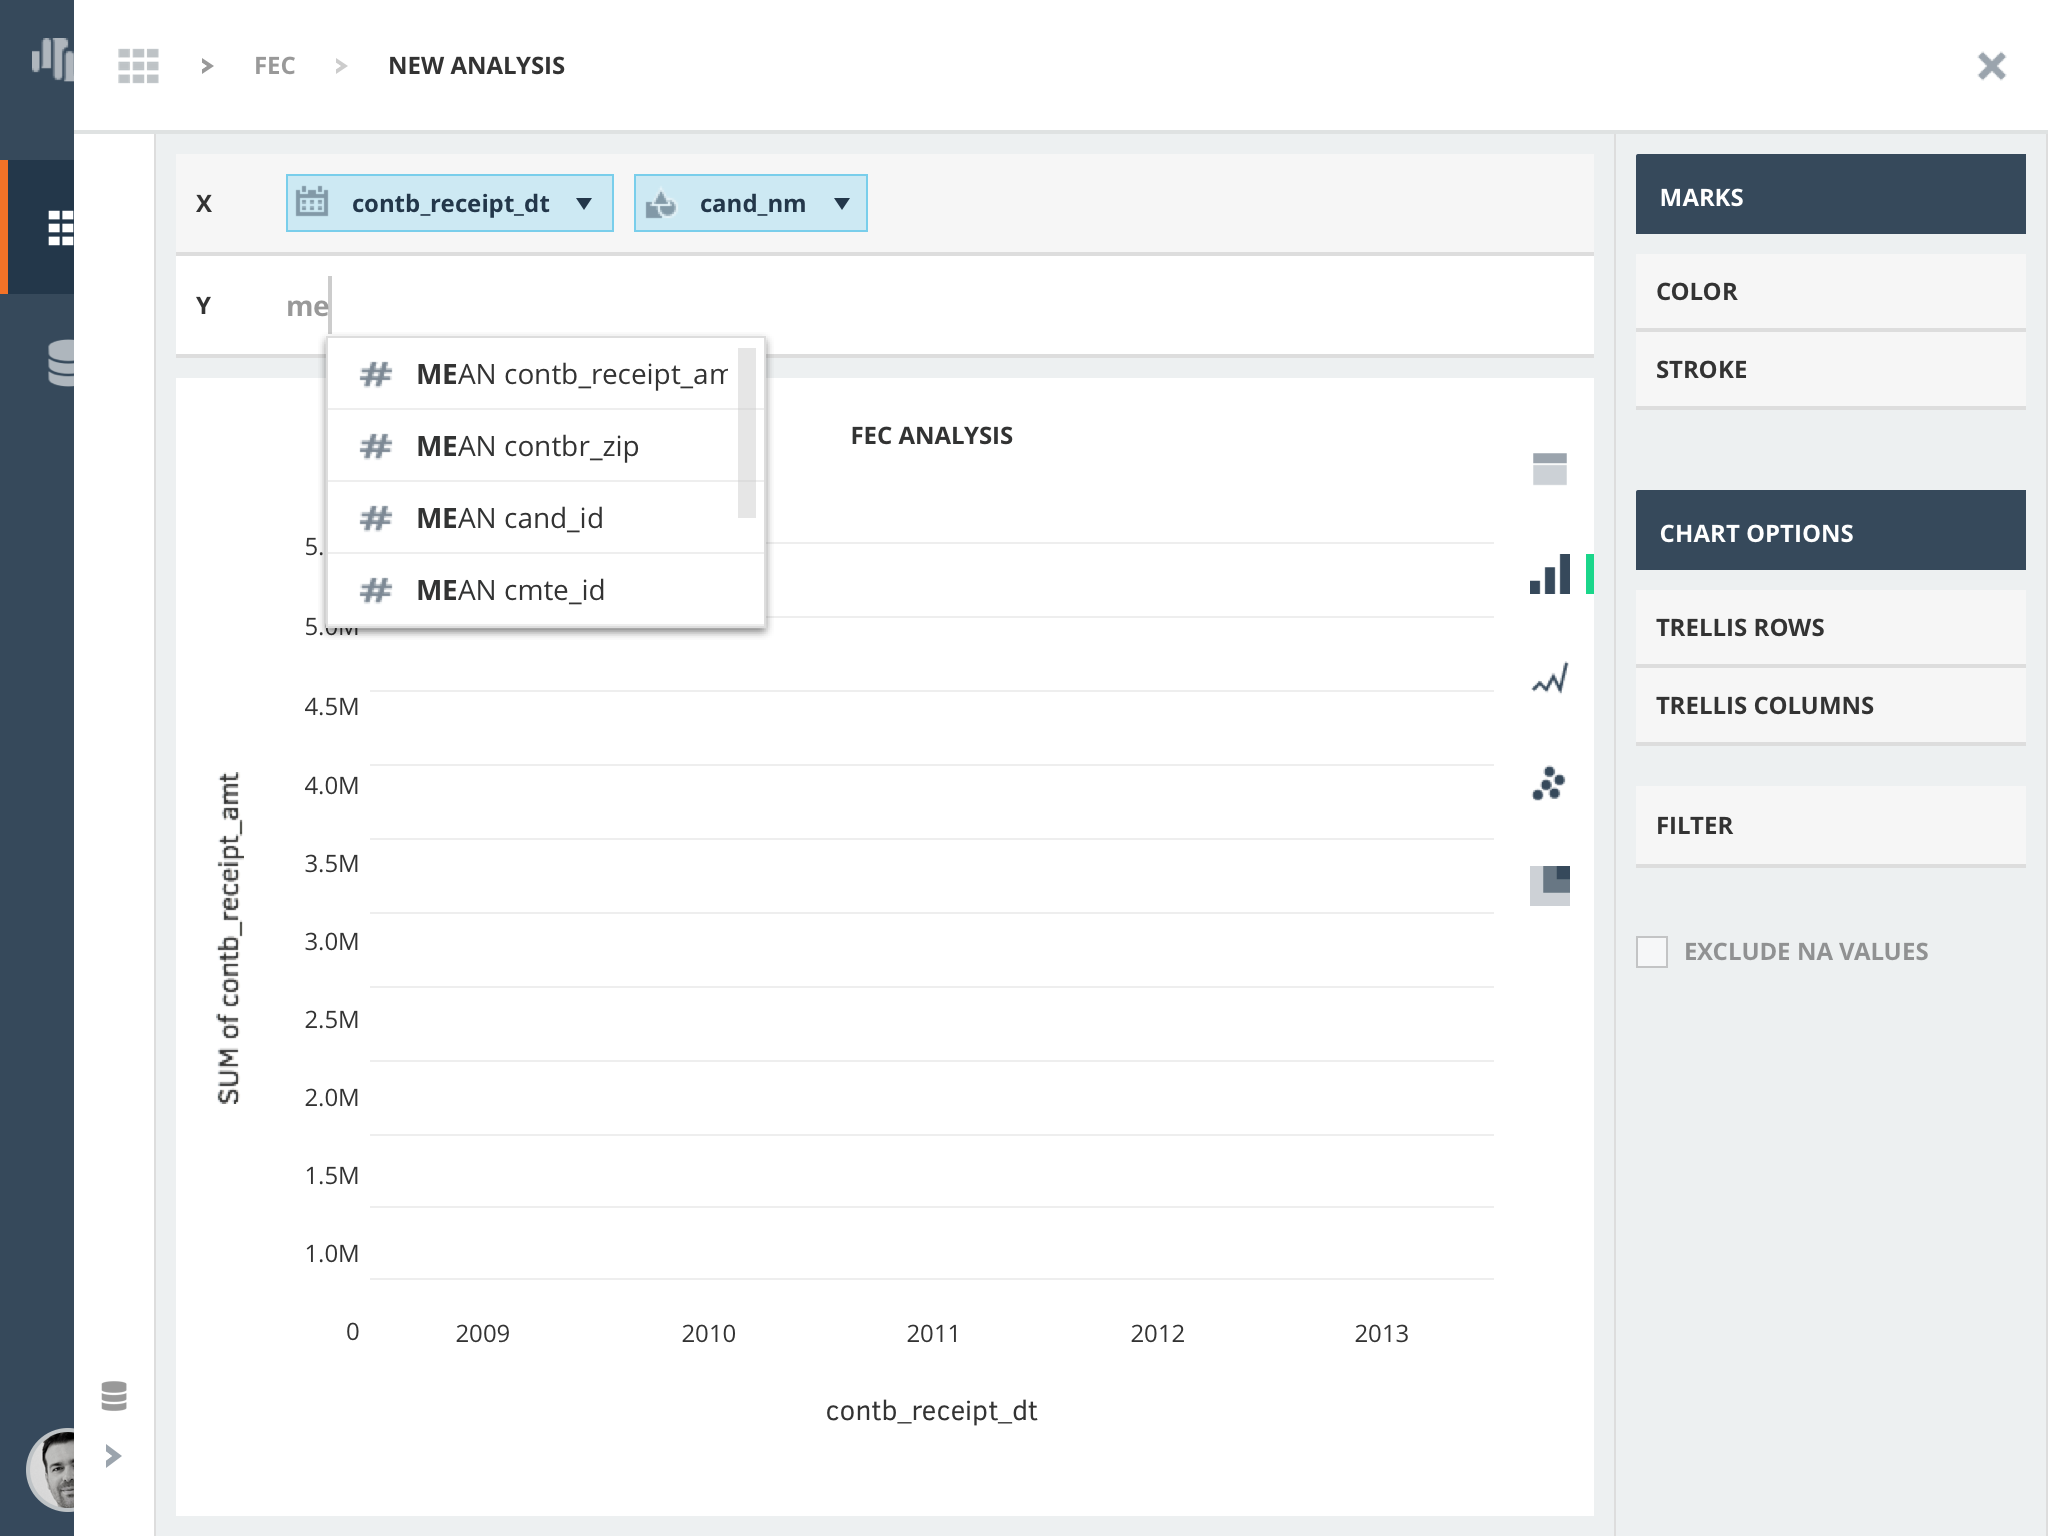 FEC
NEW ANALYSIS
X
contb_receipt_dt
cand_nm
Y
me
MEAN contb_receipt_am
MEAN contbr_zip
MEAN cand_id
MEAN cmte_id
FEC ANALYSIS
5.
5.0M
4.5M
4.0M
3.5M
3.0M
2.5M
2.0M
1.5M
1.0M
0
SUM of contb_receipt_amt
2009 2010 2011 2012 2013
contb_receipt_dt
MARKS
COLOR
STROKE
CHART OPTIONS
TRELLIS ROWS
TRELLIS COLUMNS
FILTER
EXCLUDE NA VALUES